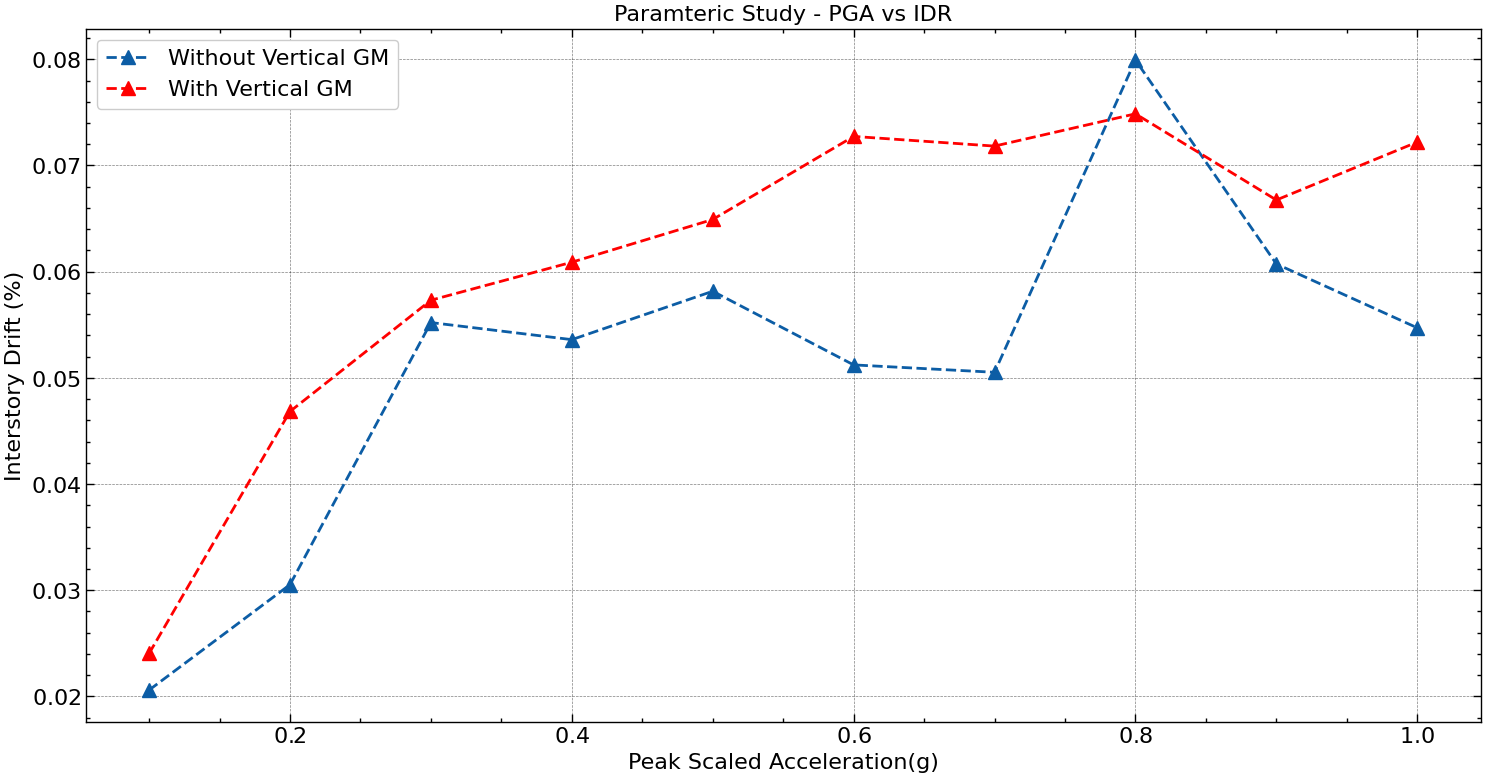 Paramteric Study - PGA vs IDR
Without Vertical GM
With Vertical GM
0.08
0.07
0.06
0.05
0.04
0.03
0.02
Interstory Drift (%)
0.2 0.4 0.6 0.8 1.0
Peak Scaled Acceleration(g)